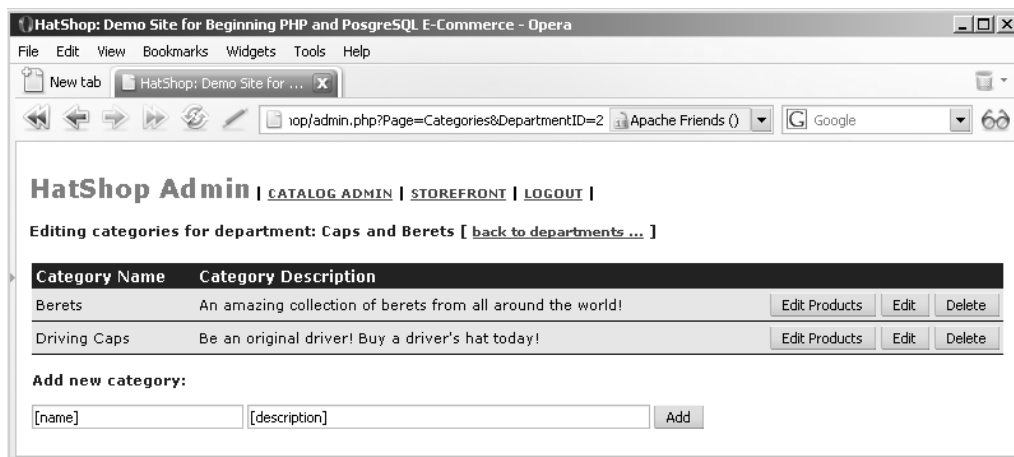 HatShop: Demo Site for Beginning PHP and PosgreSQL E-Commerce - Opera
File Edit View Bookmarks Widgets Tools Help
New tab HatShop: Demo Site for ...
op/admin.php?Page=Categories&DepartmentID=2 Apache Friends () Google
HatShop Admin | CATALOG ADMIN | STOREFRONT | LOGOUT |
Editing categories for department: Caps and Berets [ back to departments ... ]
Category Name Category Description
Berets An amazing collection of berets from all around the world! Edit Products Edit Delete
Driving Caps Be an original driver! Buy a driver's hat today! Edit Products Edit Delete
Add new category:
[name] [description] Add